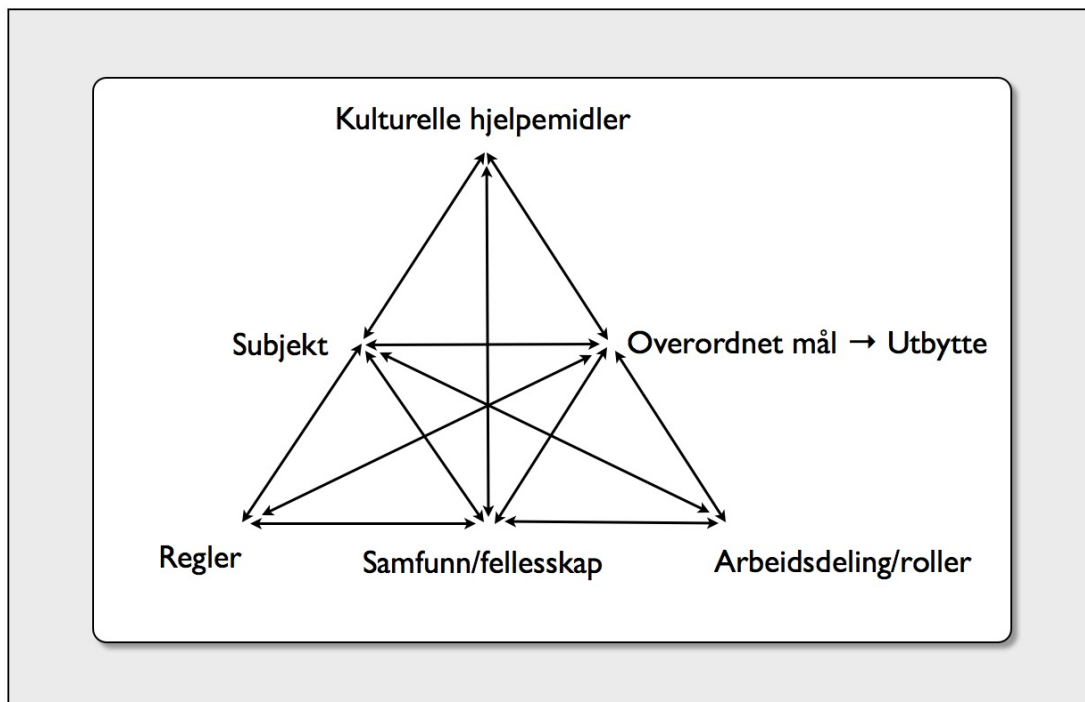 Kulturelle hjelpemidler
Subjekt
Overordnet mål → Utbytte
Regler
Samfunn/fellesskap
Arbeidsdeling/roller